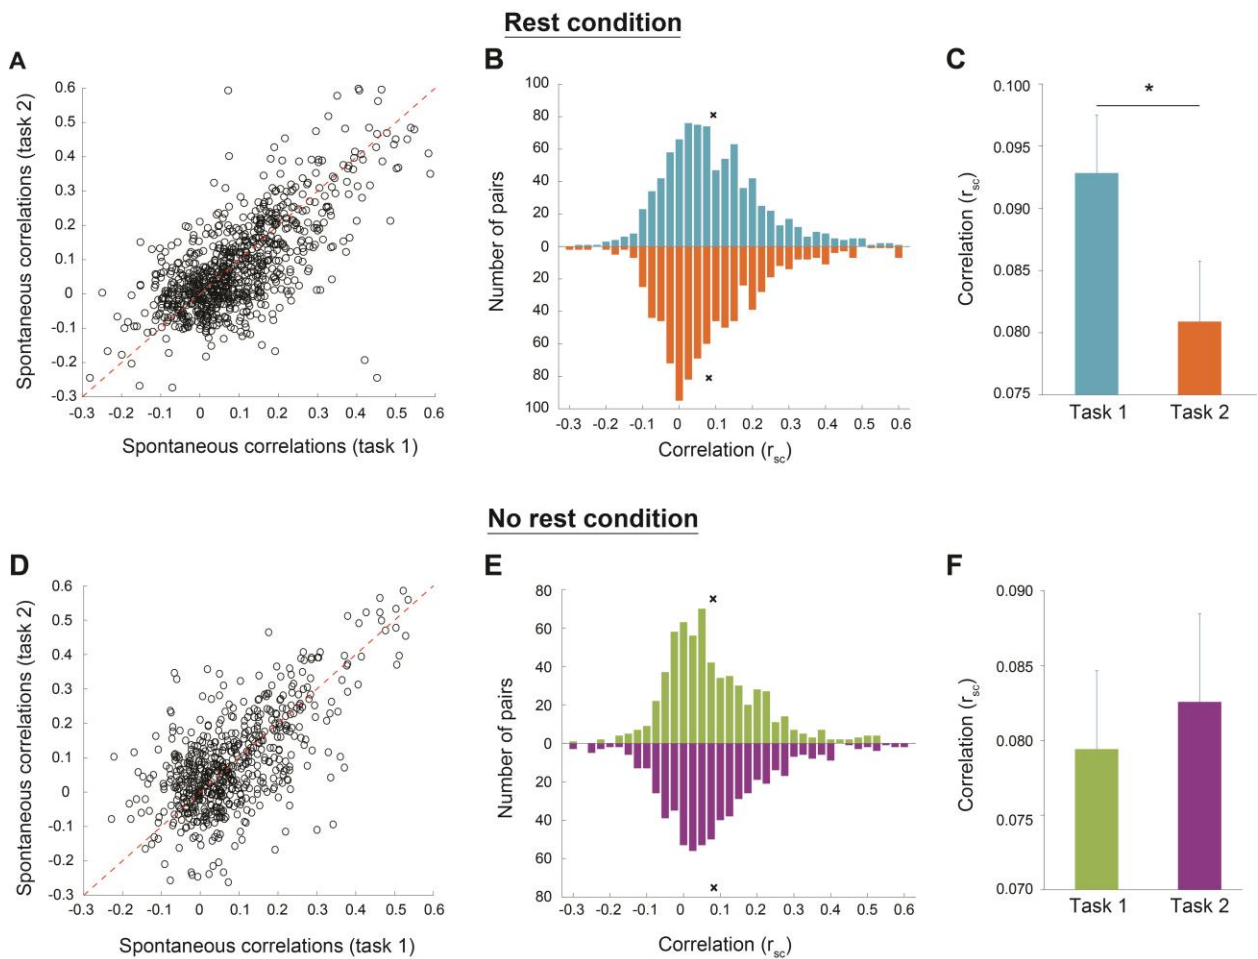 Rest condition
A
Spontaneous correlations (task 2)
0.6
0.5
0.4
0.3
0.2
0.1
0
-0.1
-0.2
-0.3
-0.3 -0.2 -0.1 0 0.1 0.2 0.3 0.4 0.5 0.6
Spontaneous correlations (task 1)
B
Number of pairs
100
80
60
40
20
0
20
40
60
80
100
-0.3 -0.2 -0.1 0 0.1 0.2 0.3 0.4 0.5 0.6
Correlation (rsc)
C
Correlation (rsc)
0.100
0.095
0.090
0.085
0.080
0.075
*
Task 1 Task 2
No rest condition
D
Spontaneous correlations (task 2)
0.6
0.5
0.4
0.3
0.2
0.1
0
-0.1
-0.2
-0.3
-0.3 -0.2 -0.1 0 0.1 0.2 0.3 0.4 0.5 0.6
Spontaneous correlations (task 1)
E
Number of pairs
80
60
40
20
0
20
40
60
80
-0.3 -0.2 -0.1 0 0.1 0.2 0.3 0.4 0.5 0.6
Correlation (rsc)
F
Correlation (rsc)
0.090
0.085
0.080
0.075
0.070
Task 1 Task 2